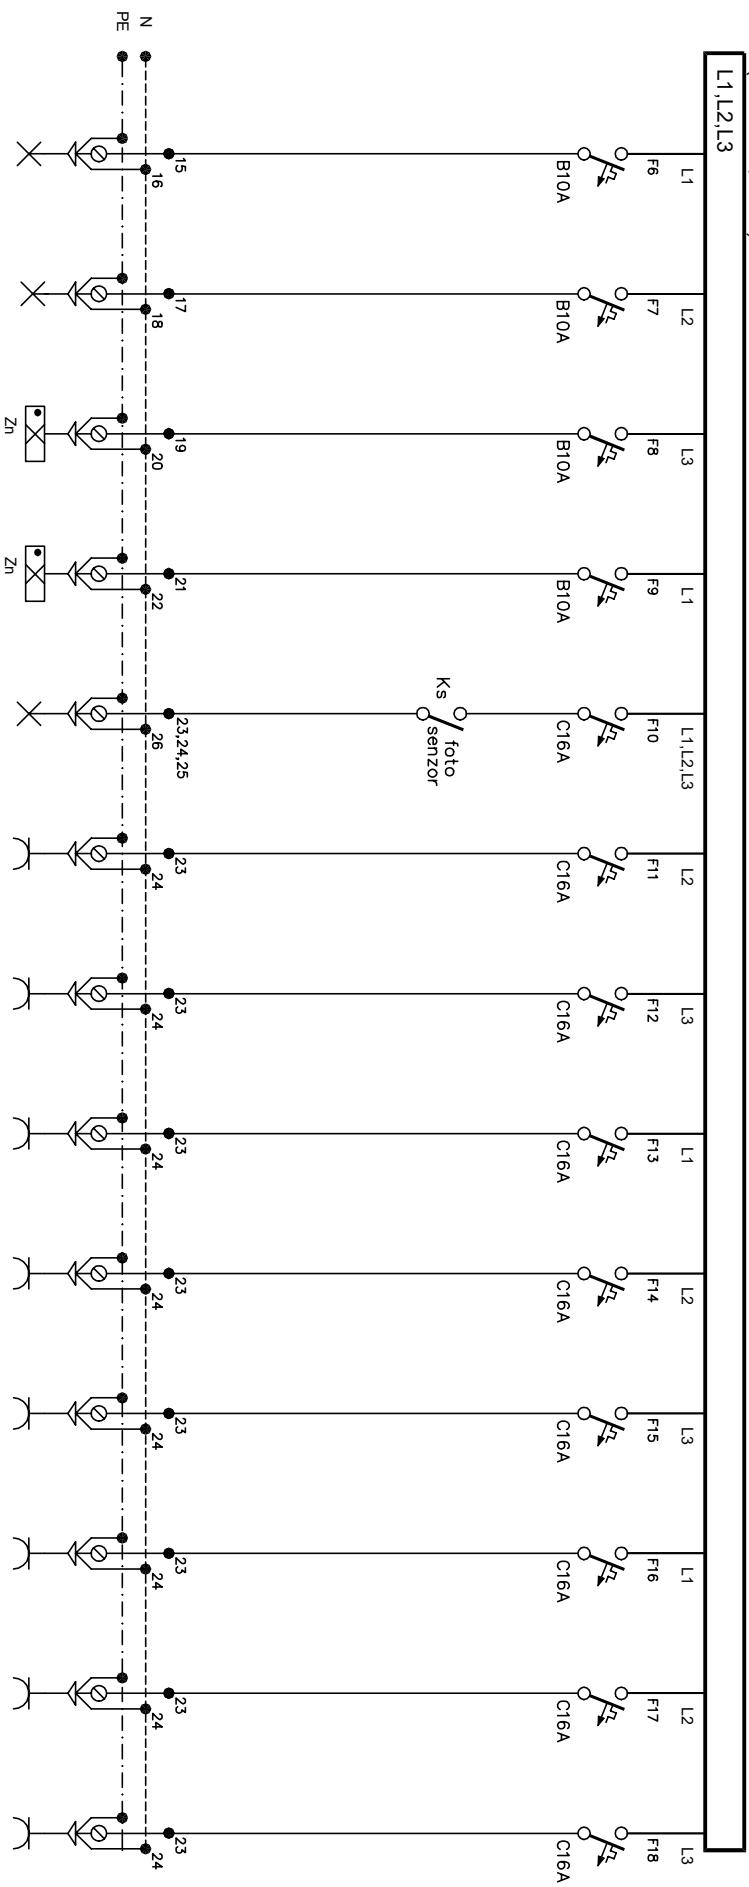 L1,L2,L3
L1
F6
B10A
15
16
L2
F7
B10A
17
18
L3
F8
B10A
19
20
Zn
L1
F9
B10A
21
22
Zn
L1,L2,L3
F10
C16A
Ks
foto
senzor
23,24,25
26
L2
F11
C16A
23
24
L3
F12
C16A
23
24
L1
F13
C16A
23
24
L2
F14
C16A
23
24
L3
F15
C16A
23
24
L1
F16
C16A
23
24
L2
F17
C16A
23
24
L3
F18
C16A
23
24
N
PE